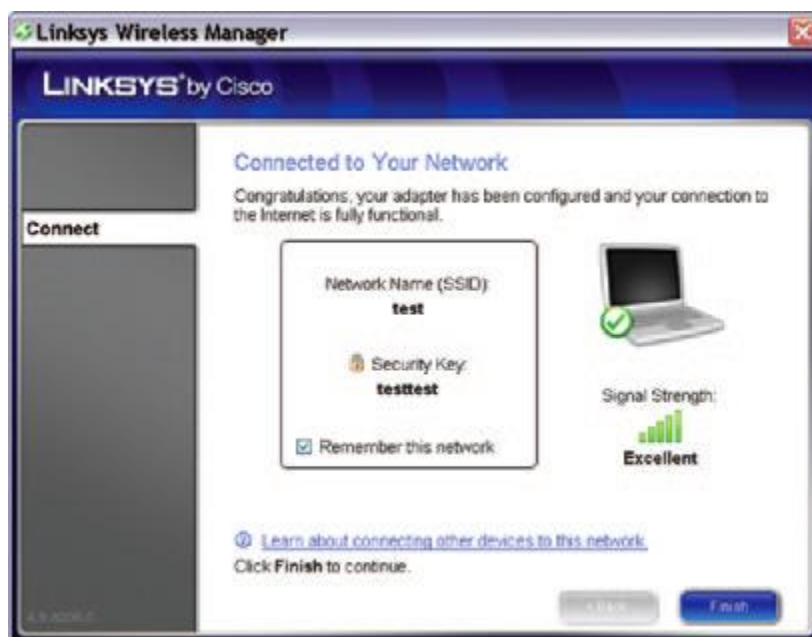 Linksys Wireless Manager
LINKSYS® by Cisco
Connected to Your Network
Congratulations, your adapter has been configured and your connection to
the Internet is fully functional.
Connect
Network Name (SSID):
test
Security Key:
testtest
Remember this network
Signal Strength:
Excellent
Learn about connecting other devices to this network.
Click Finish to continue.
< Back
Finish